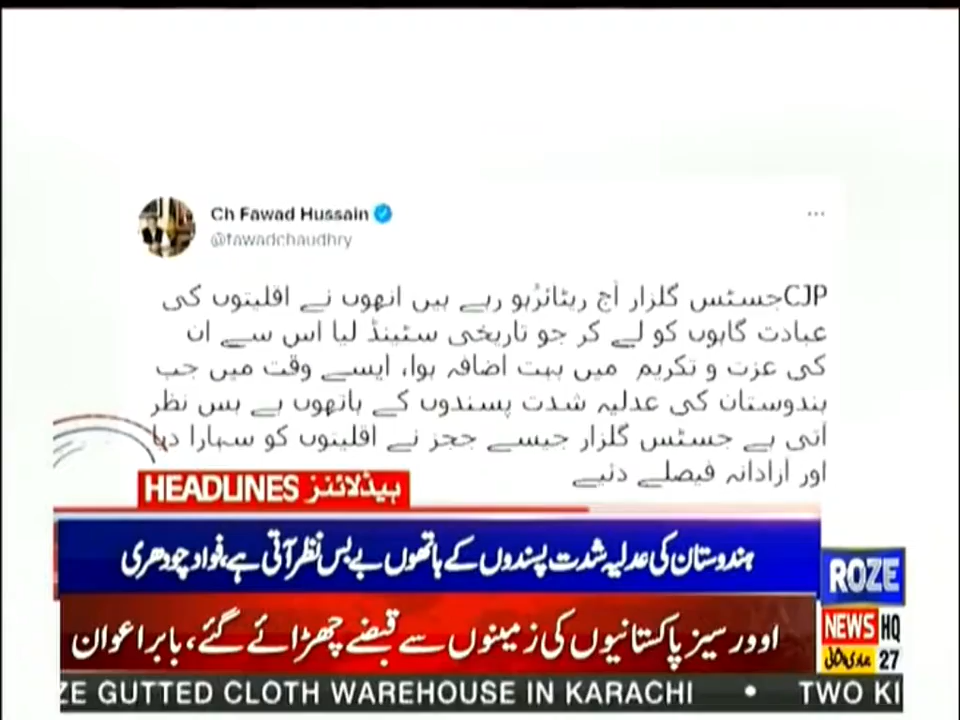 Ch Fawad Hussain
@fawadchaudhry
CJPجسٹس گلزار آج ریٹائرڈہو رہے ہیں انھوں نے اقلیتوں کی
عبادت گاہوں کو لے کر جو تاریخی سٹینڈ لیا اس سے ان
کی عزت و تکریم میں بہت اضافہ ہوا، ایسے وقت میں جب
ہندوستان کی عدلیہ شدت پسندوں کے ہاتھوں بے بس نظر
آتی ہے جسٹس گلزار جیسے ججز نے اقلیتوں کو سہارا دیا
اور آزادانہ فیصلے دئیے
HEADLINES ہیڈلائنز
ہندوستان کی عدلیہ شدت پسندوں کے ہاتھوں بے بس نظر آتی ہے، فواد چودھری
اوورسیز پاکستانیوں کی زمینوں سے قبضے چھڑائے گئے، بابر اعوان
ROZE
NEWS HQ
27 جمادی الثانی
ZE GUTTED CLOTH WAREHOUSE IN KARACHI • TWO KI